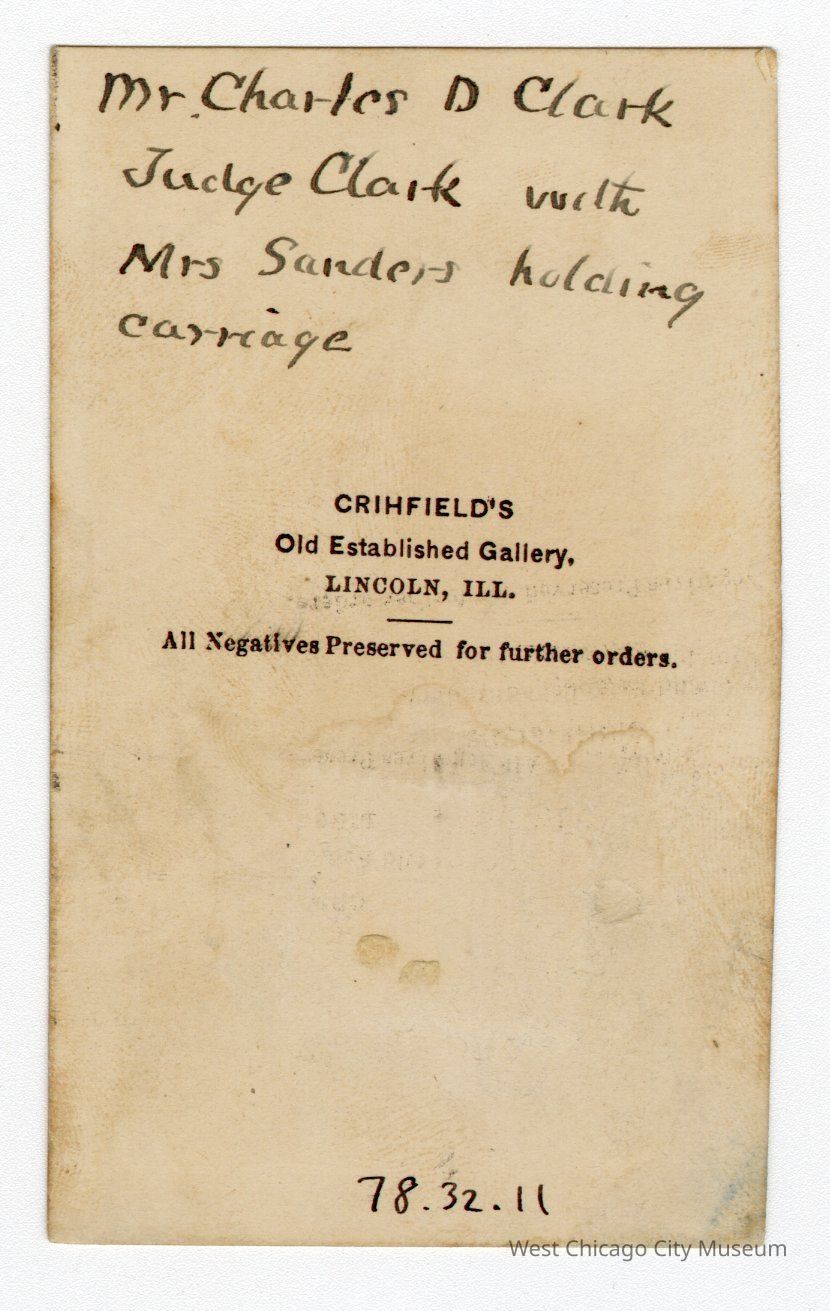 Mr. Charles D Clark
Judge Clark with
Mrs Sanders holding
carriage
CRIHFIELD'S
Old Established Gallery,
LINCOLN, ILL.
All Negatives Preserved for further orders.
78.32.11
West Chicago City Museum